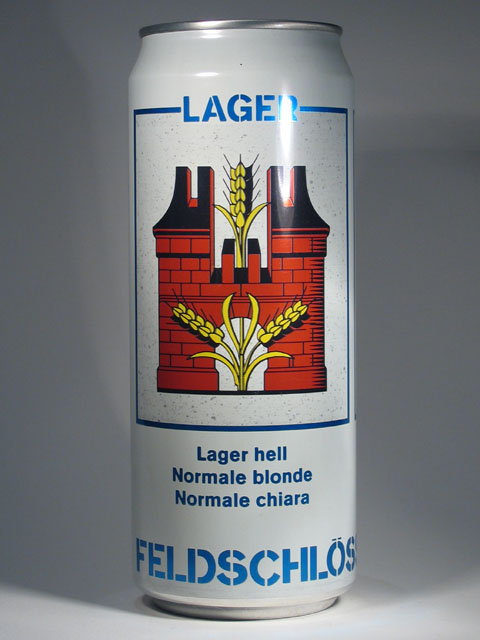 LAGER
Lager hell
Normale blonde
Normale chiara
FELDSCHLÖS